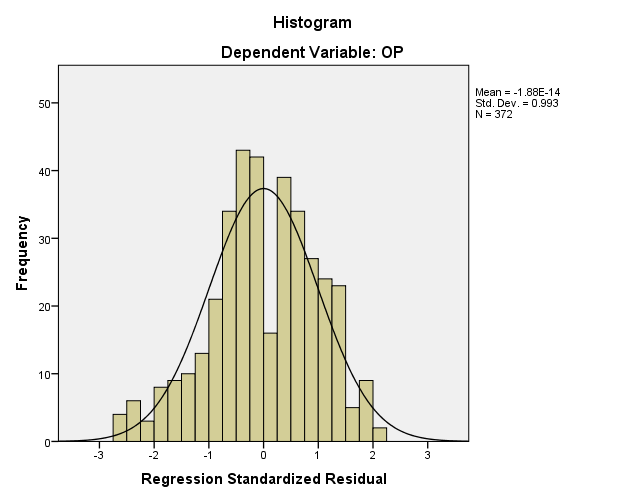 Histogram
Dependent Variable: OP
Mean = -1.88E-14
Std. Dev. = 0.993
N = 372
Frequency
50
40
30
20
10
0
-3 -2 -1 0 1 2 3
Regression Standardized Residual